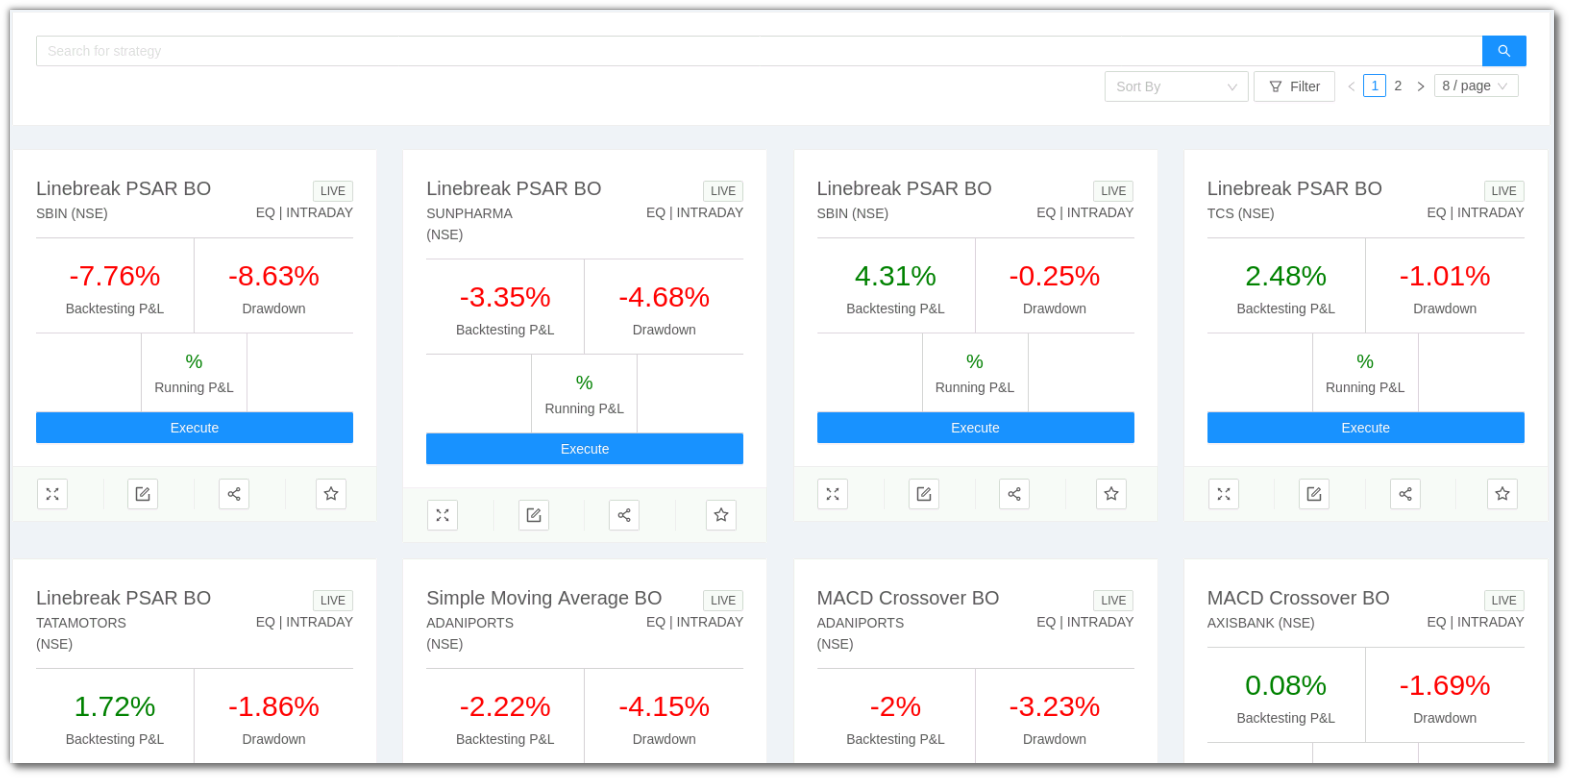 Search for strategy
Sort By
Filter
1
2
8 / page
Linebreak PSAR BO
LIVE
SBIN (NSE)
EQ | INTRADAY
-7.76%
-8.63%
Backtesting P&L
Drawdown
%
Running P&L
Execute
Linebreak PSAR BO
LIVE
SUNPHARMA
(NSE)
EQ | INTRADAY
-3.35%
-4.68%
Backtesting P&L
Drawdown
%
Running P&L
Execute
Linebreak PSAR BO
LIVE
SBIN (NSE)
EQ | INTRADAY
4.31%
-0.25%
Backtesting P&L
Drawdown
%
Running P&L
Execute
Linebreak PSAR BO
LIVE
TCS (NSE)
EQ | INTRADAY
2.48%
-1.01%
Backtesting P&L
Drawdown
%
Running P&L
Execute
Linebreak PSAR BO
LIVE
TATAMOTORS
(NSE)
EQ | INTRADAY
1.72%
-1.86%
Backtesting P&L
Drawdown
Simple Moving Average BO
LIVE
ADANIPORTS
(NSE)
EQ | INTRADAY
-2.22%
-4.15%
Backtesting P&L
Drawdown
MACD Crossover BO
LIVE
ADANIPORTS
(NSE)
EQ | INTRADAY
-2%
-3.23%
Backtesting P&L
Drawdown
MACD Crossover BO
LIVE
AXISBANK (NSE)
EQ | INTRADAY
0.08%
-1.69%
Backtesting P&L
Drawdown